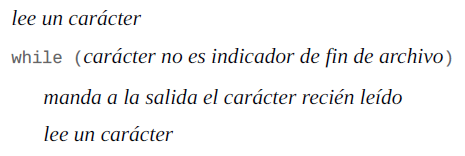 lee un carácter
while (carácter no es indicador de fin de archivo)
manda a la salida el carácter recién leído
lee un carácter